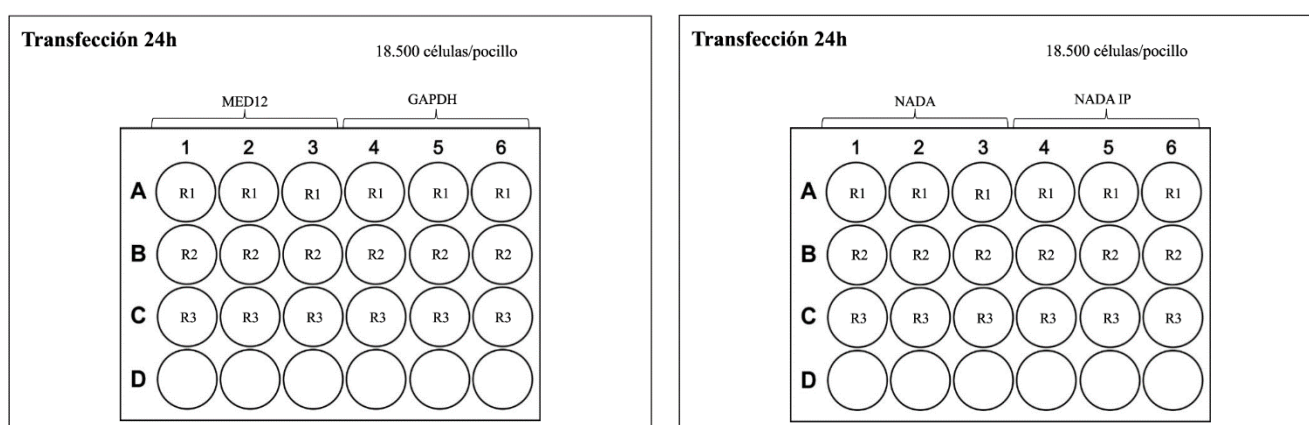 Transfección 24h
18.500 células/pocillo
MED12 GAPDH
1 2 3 4 5 6
A R1 R1 R1 R1 R1 R1
B R2 R2 R2 R2 R2 R2
C R3 R3 R3 R3 R3 R3
D
Transfección 24h
18.500 células/pocillo
NADA NADA IP
1 2 3 4 5 6
A R1 R1 R1 R1 R1 R1
B R2 R2 R2 R2 R2 R2
C R3 R3 R3 R3 R3 R3
D